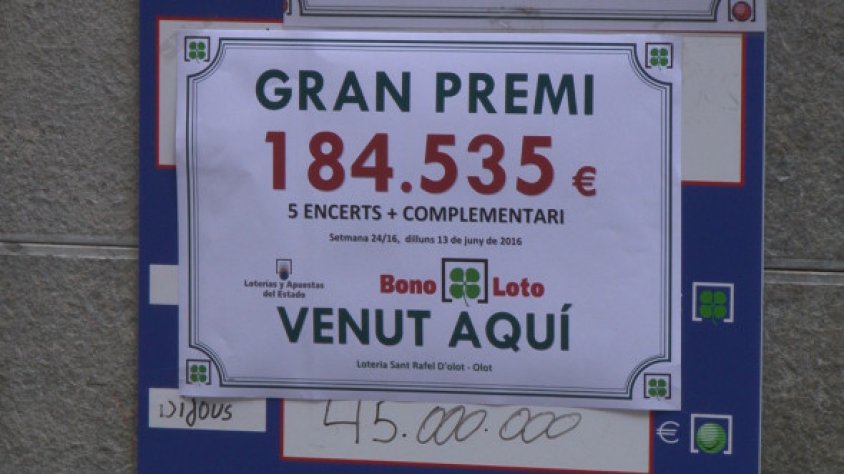 GRAN PREMI
184.535 €
5 ENCERTS + COMPLEMENTARI
Setmana 24/16, dilluns 13 de juny de 2016
Loterías y Apuestas
del Estado
Bono Loto
VENUT AQUÍ
Loteria Sant Rafel D'olot - Olot
Dijous
45.000.000 €